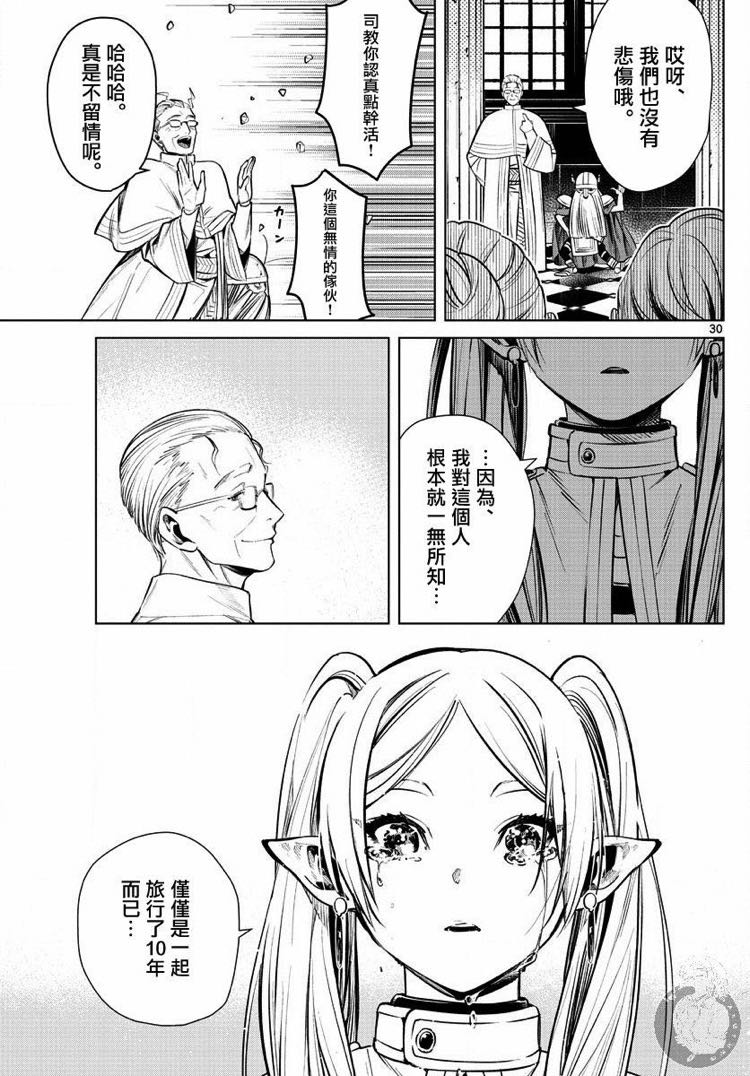 哎呀、
我們也沒有
悲傷哦。
司教你認真點幹活！
你這個無情的傢伙！
カーン
哈哈哈。
真是不留情呢。
30
…因為、
我對這個人
根本就一無所知…
僅僅是一起
旅行了10年
而已…